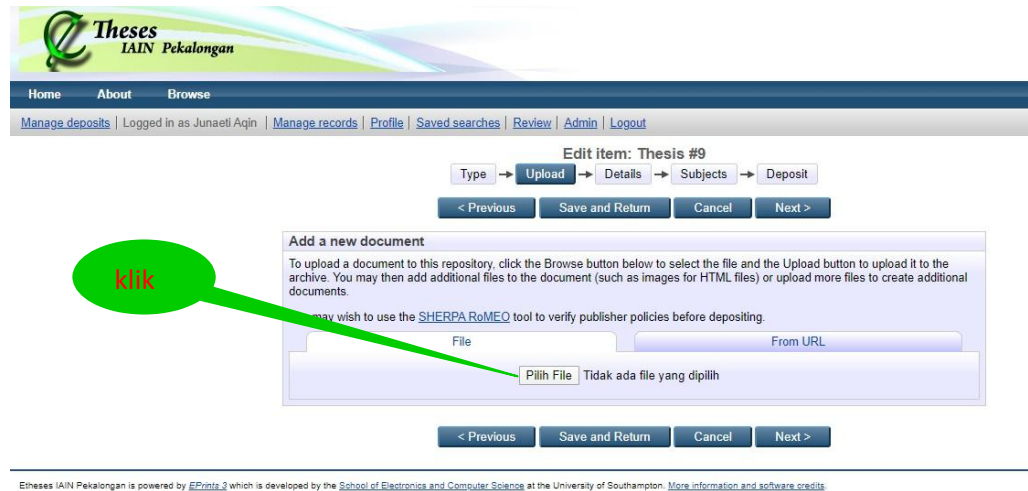 Theses
IAIN Pekalongan
Home About Browse
Manage deposits | Logged in as Junaeti Aqin | Manage records | Profile | Saved searches | Review | Admin | Logout
Edit item: Thesis #9
Type → Upload → Details → Subjects → Deposit
< Previous Save and Return Cancel Next >
Add a new document
To upload a document to this repository, click the Browse button below to select the file and the Upload button to upload it to the
archive. You may then add additional files to the document (such as images for HTML files) or upload more files to create additional
documents.
klik
may wish to use the SHERPA RoMEO tool to verify publisher policies before depositing.
File From URL
Pilih File Tidak ada file yang dipilih
< Previous Save and Return Cancel Next >
Etheses IAIN Pekalongan is powered by EPrints 3 which is developed by the School of Electronics and Computer Science at the University of Southampton. More information and software credits.